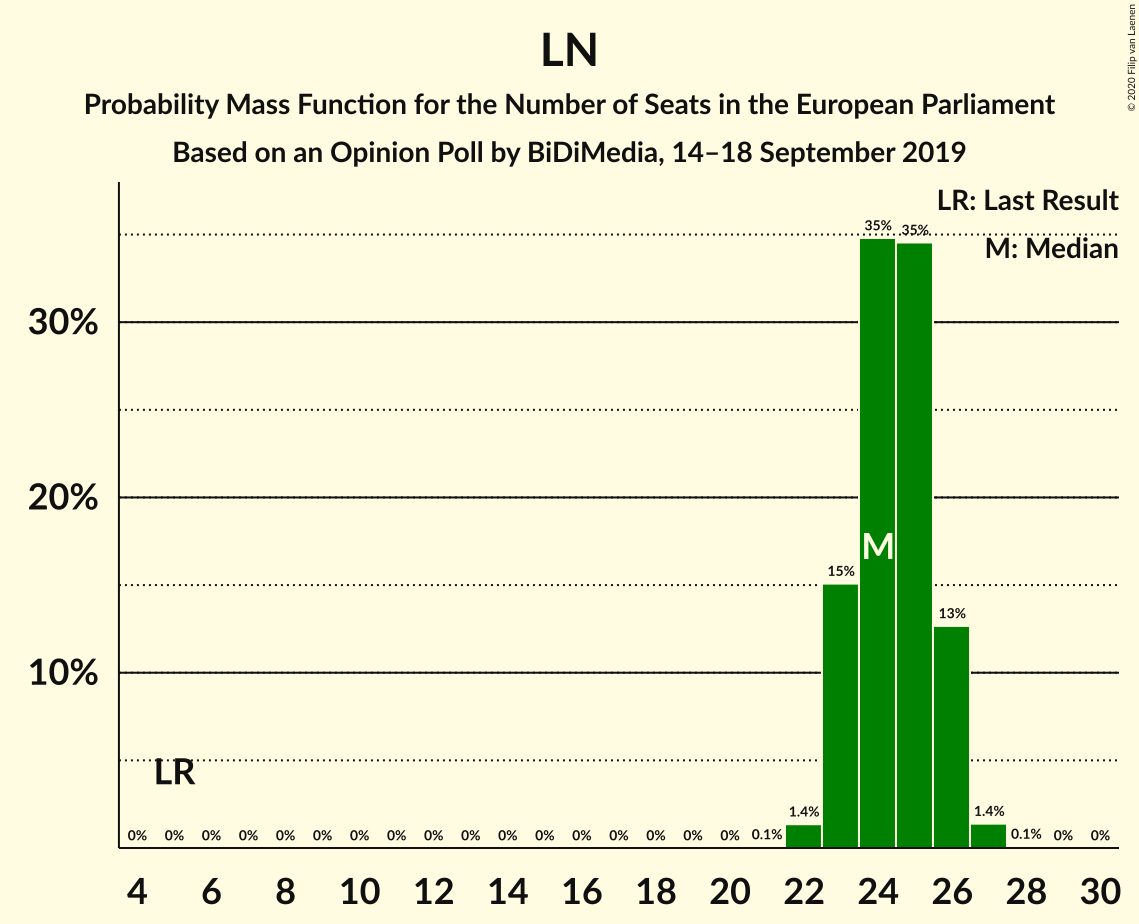 LN
Probability Mass Function for the Number of Seats in the European Parliament
Based on an Opinion Poll by BiDiMedia, 14–18 September 2019
© 2020 Filip van Laenen
LR: Last Result
M: Median
35% 35%
30%
20%
M
15%
13%
10%
LR
0% 0% 0% 0% 0% 0% 0% 0% 0% 0% 0% 0% 0% 0% 0% 0% 0% 0.1% 1.4% 1.4% 0.1% 0% 0%
4 6 8 10 12 14 16 18 20 22 24 26 28 30